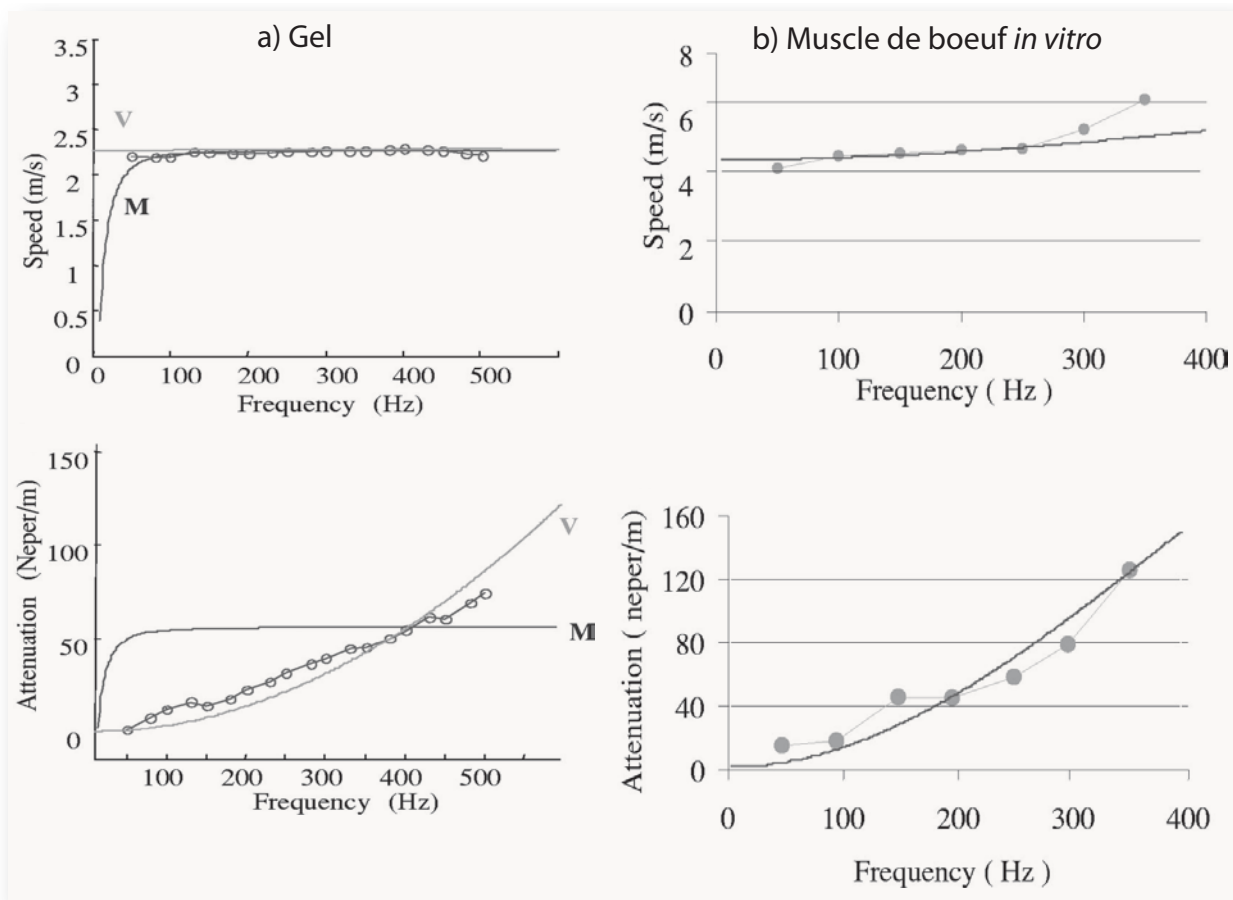 a) Gel
3.5
3
2.5
2
1.5
1
0.5
0
Speed (m/s)
V
M
0 100 200 300 400 500
Frequency (Hz)
b) Muscle de boeuf in vitro
8
6
4
2
0
Speed (m/s)
0 100 200 300 400
Frequency ( Hz )
150
100
50
0
Attenuation (Neper/m)
V
M
100 200 300 400 500
Frequency (Hz)
160
120
80
40
0
Attenuation ( neper/m)
0 100 200 300 400
Frequency ( Hz )